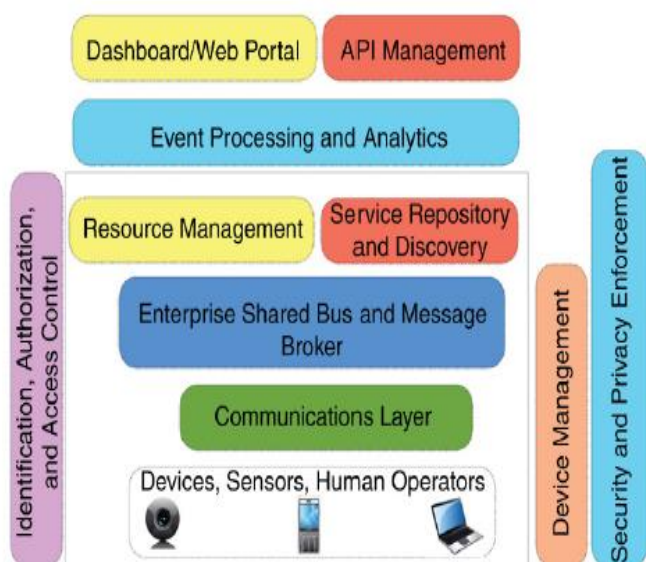 Dashboard/Web Portal
API Management
Event Processing and Analytics
Identification, Authorization,
and Access Control
Resource Management
Service Repository
and Discovery
Enterprise Shared Bus and Message
Broker
Communications Layer
Devices, Sensors, Human Operators
Device Management
Security and Privacy Enforcement